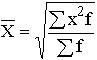 X̅ = √(∑x²f / ∑f)